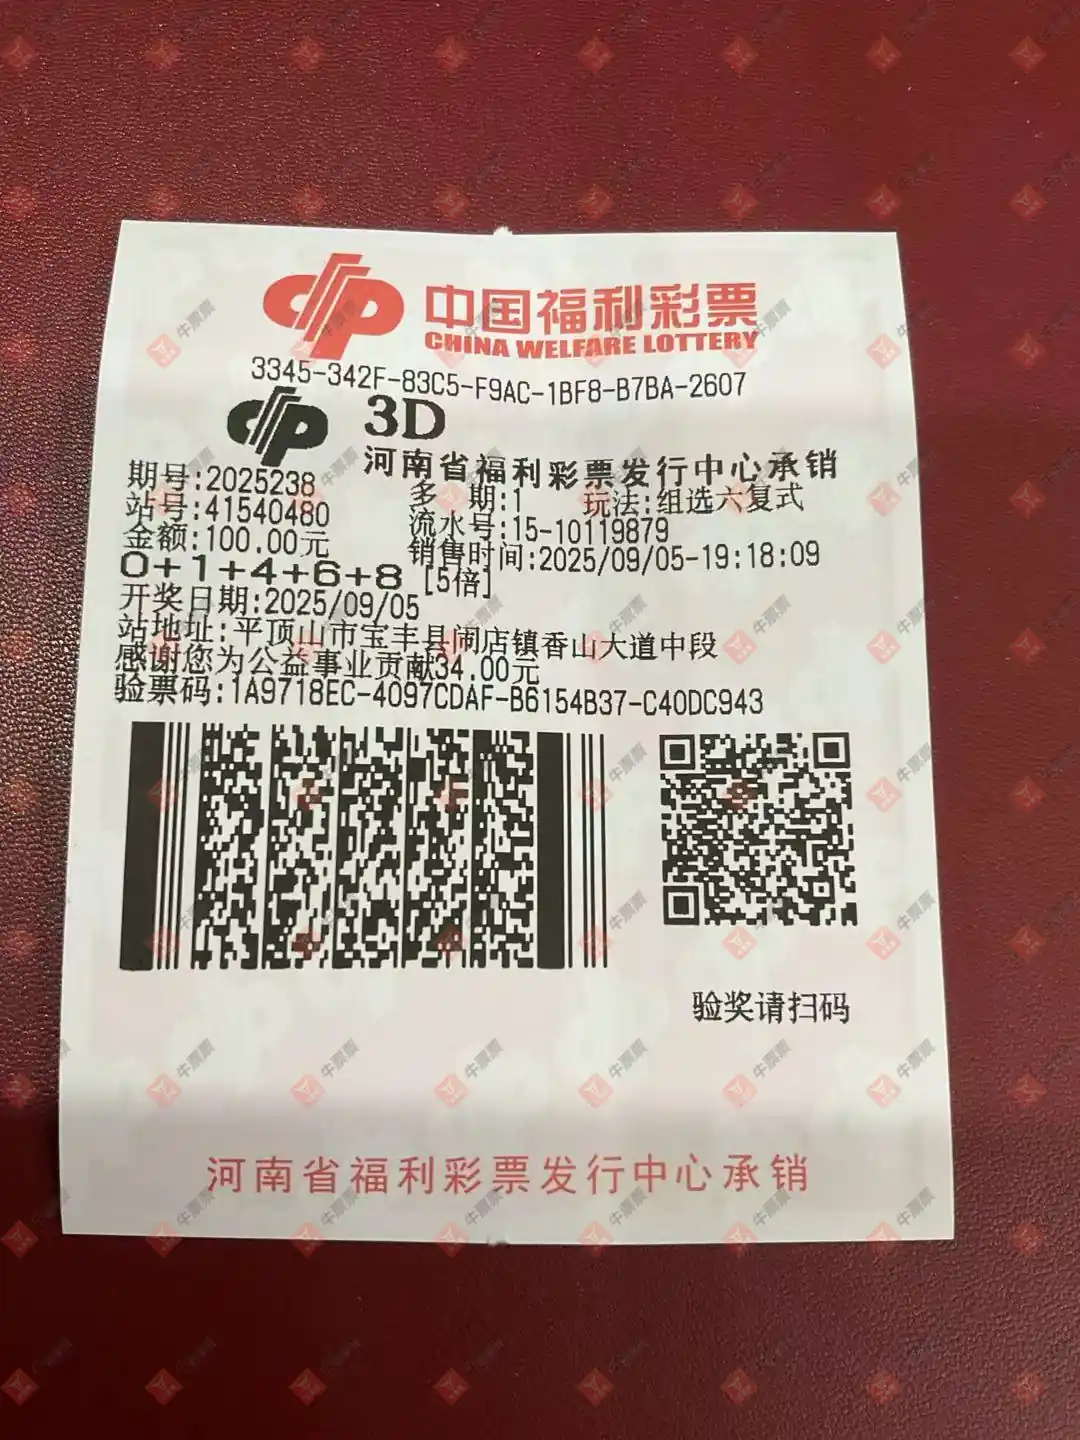 中国福利彩票
CHINA WELFARE LOTTERY
3345-342F-83C5-F9AC-1BF8-B7BA-2607
3D
河南省福利彩票发行中心承销
期号:2025238 多 期:1 玩法:组选六复式
站号:41540480 流水号:15-10119879
金额:100.00元 销售时间:2025/09/05-19:18:09
0+1+4+6+8 [5倍]
开奖日期:2025/09/05
站地址:平顶山市宝丰县闹店镇香山大道中段
感谢您为公益事业贡献34.00元
验票码:1A9718EC-4097CDAF-B6154B37-C40DC943
验奖请扫码
河南省福利彩票发行中心承销
牛票票